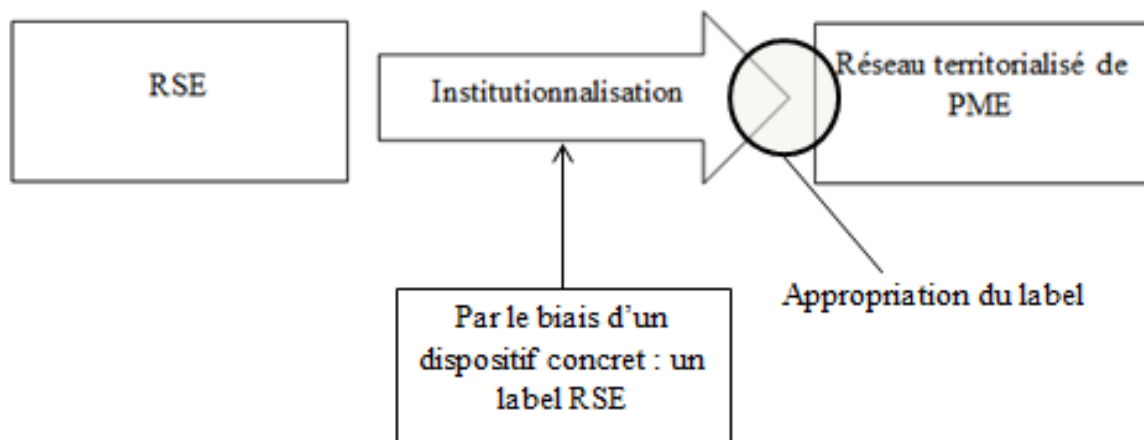 RSE
Institutionnalisation
Réseau territorialisé de
PME
Appropriation du label
Par le biais d’un
dispositif concret : un
label RSE